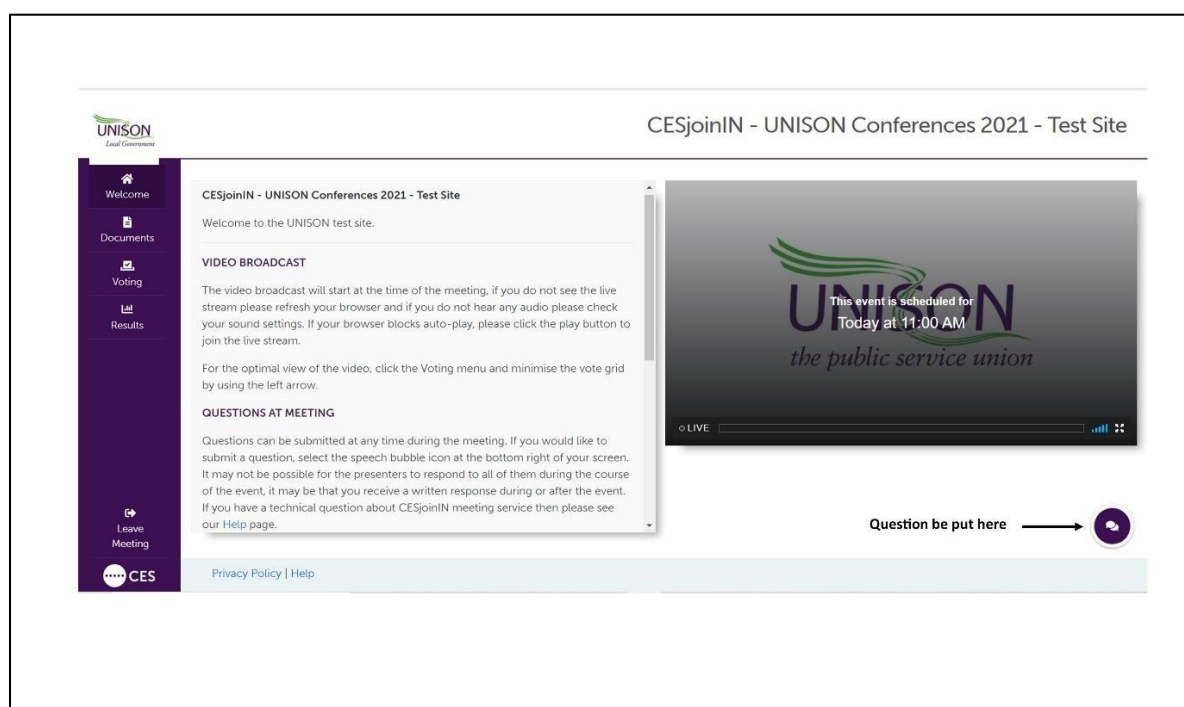 UNISON
Local Government
CESjoinIN - UNISON Conferences 2021 - Test Site
Welcome
Documents
Voting
Results
Leave
Meeting
CES
CESjoinIN - UNISON Conferences 2021 - Test Site
Welcome to the UNISON test site.
VIDEO BROADCAST
The video broadcast will start at the time of the meeting, if you do not see the live
stream please refresh your browser and if you do not hear any audio please check
your sound settings. If your browser blocks auto-play, please click the play button to
join the live stream.
For the optimal view of the video, click the Voting menu and minimise the vote grid
by using the left arrow.
QUESTIONS AT MEETING
Questions can be submitted at any time during the meeting. If you would like to
submit a question, select the speech bubble icon at the bottom right of your screen.
It may not be possible for the presenters to respond to all of them during the course
of the event, it may be that you receive a written response during or after the event.
If you have a technical question about CESjoinIN meeting service then please see
our Help page.
UNISON
This event is scheduled for
Today at 11:00 AM
the public service union
LIVE
Question be put here
Privacy Policy | Help